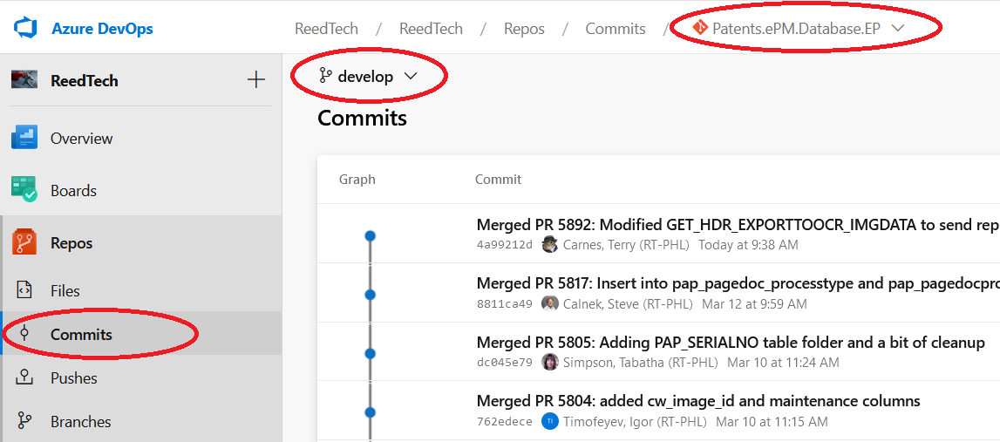 Azure DevOps
ReedTech / ReedTech / Repos / Commits / Patents.ePM.Database.EP
ReedTech
develop
Commits
Overview
Boards
Repos
Files
Commits
Pushes
Branches
Graph Commit
Merged PR 5892: Modified GET_HDR_EXPORTTOOCR_IMGDATA to send rep
4a99212d Carnes, Terry (RT-PHL) Today at 9:38 AM
Merged PR 5817: Insert into pap_pagedoc_processtype and pap_pagedocpro
8811ca49 Calnek, Steve (RT-PHL) Mar 12 at 9:59 AM
Merged PR 5805: Adding PAP_SERIALNO table folder and a bit of cleanup
dc045e79 Simpson, Tabatha (RT-PHL) Mar 10 at 11:24 AM
Merged PR 5804: added cw_image_id and maintenance columns
762edece TI Timofeyev, Igor (RT-PHL) Mar 10 at 11:15 AM